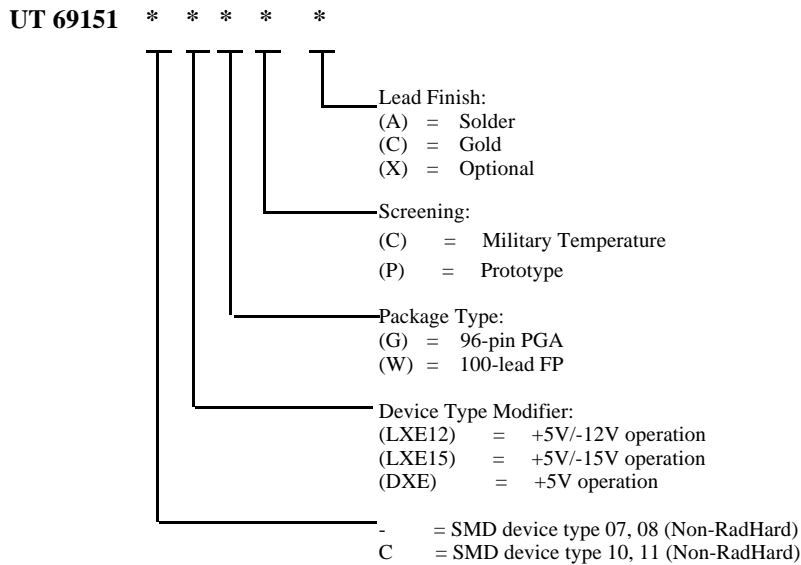 UT 69151 * * * * *
Lead Finish:
(A) = Solder
(C) = Gold
(X) = Optional
Screening:
(C) = Military Temperature
(P) = Prototype
Package Type:
(G) = 96-pin PGA
(W) = 100-lead FP
Device Type Modifier:
(LXE12) = +5V/-12V operation
(LXE15) = +5V/-15V operation
(DXE) = +5V operation
- = SMD device type 07, 08 (Non-RadHard)
C = SMD device type 10, 11 (Non-RadHard)